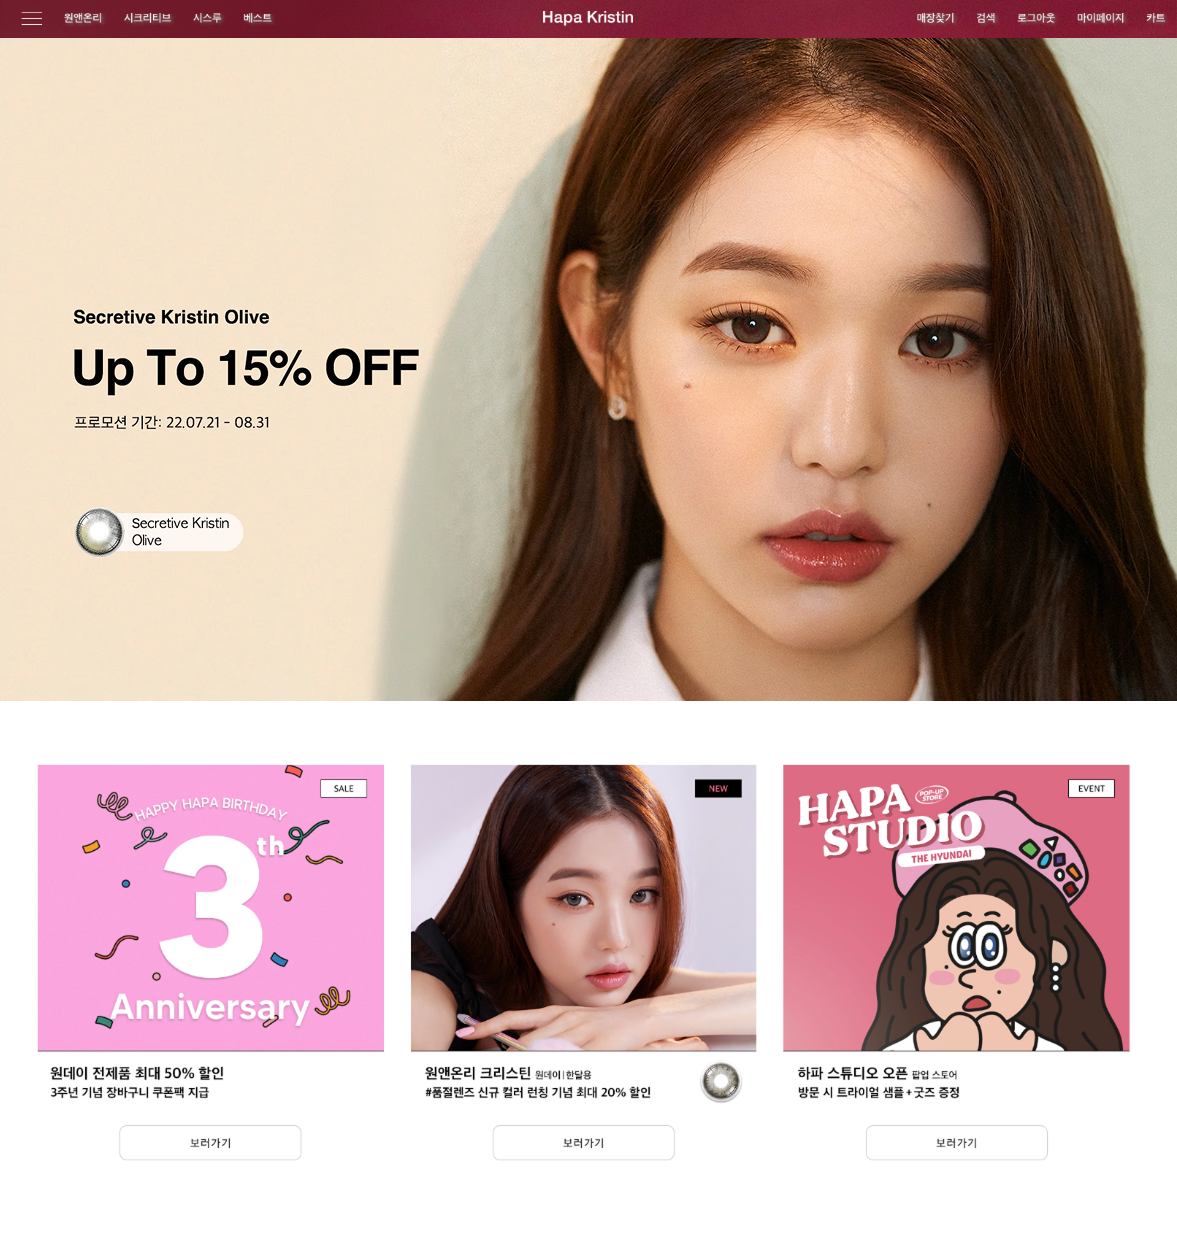 원앤온리 시크리티브 시스루 베스트 Hapa Kristin 매장찾기 검색 로그아웃 마이페이지 카트
Secretive Kristin Olive
Up To 15% OFF
프로모션 기간: 22.07.21 - 08.31
Secretive Kristin
Olive
SALE
HAPPY HAPA BIRTHDAY
3th
Anniversary
원데이 전제품 최대 50% 할인
3주년 기념 장바구니 쿠폰팩 지급
보러가기
NEW
원앤온리 크리스틴 원데이|한달용
#품절렌즈 신규 컬러 런칭 기념 최대 20% 할인
보러가기
EVENT
HAPA POP-UP STORE
STUDIO
THE HYUNDAI
하파 스튜디오 오픈 팝업 스토어
방문 시 트라이얼 샘플 + 굿즈 증정
보러가기